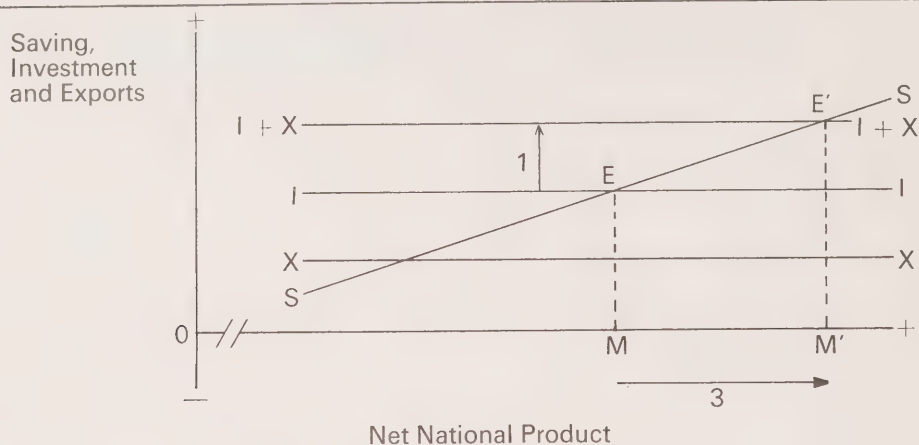 +
Saving,
Investment
and Exports
S
E'
I + X
I + X
1
E
I
I
X
X
S
0
+
M
M'
3
—
Net National Product